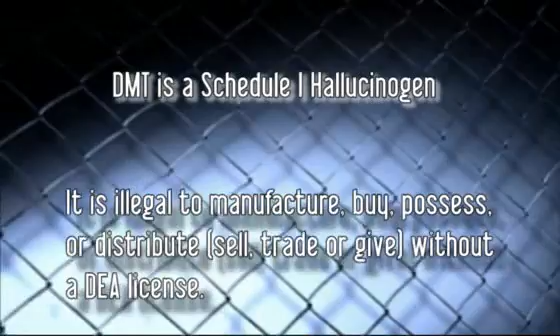 DMT is a Schedule I Hallucinogen
It is illegal to manufacture, buy, possess,
or distribute (sell, trade or give) without
a DEA license.